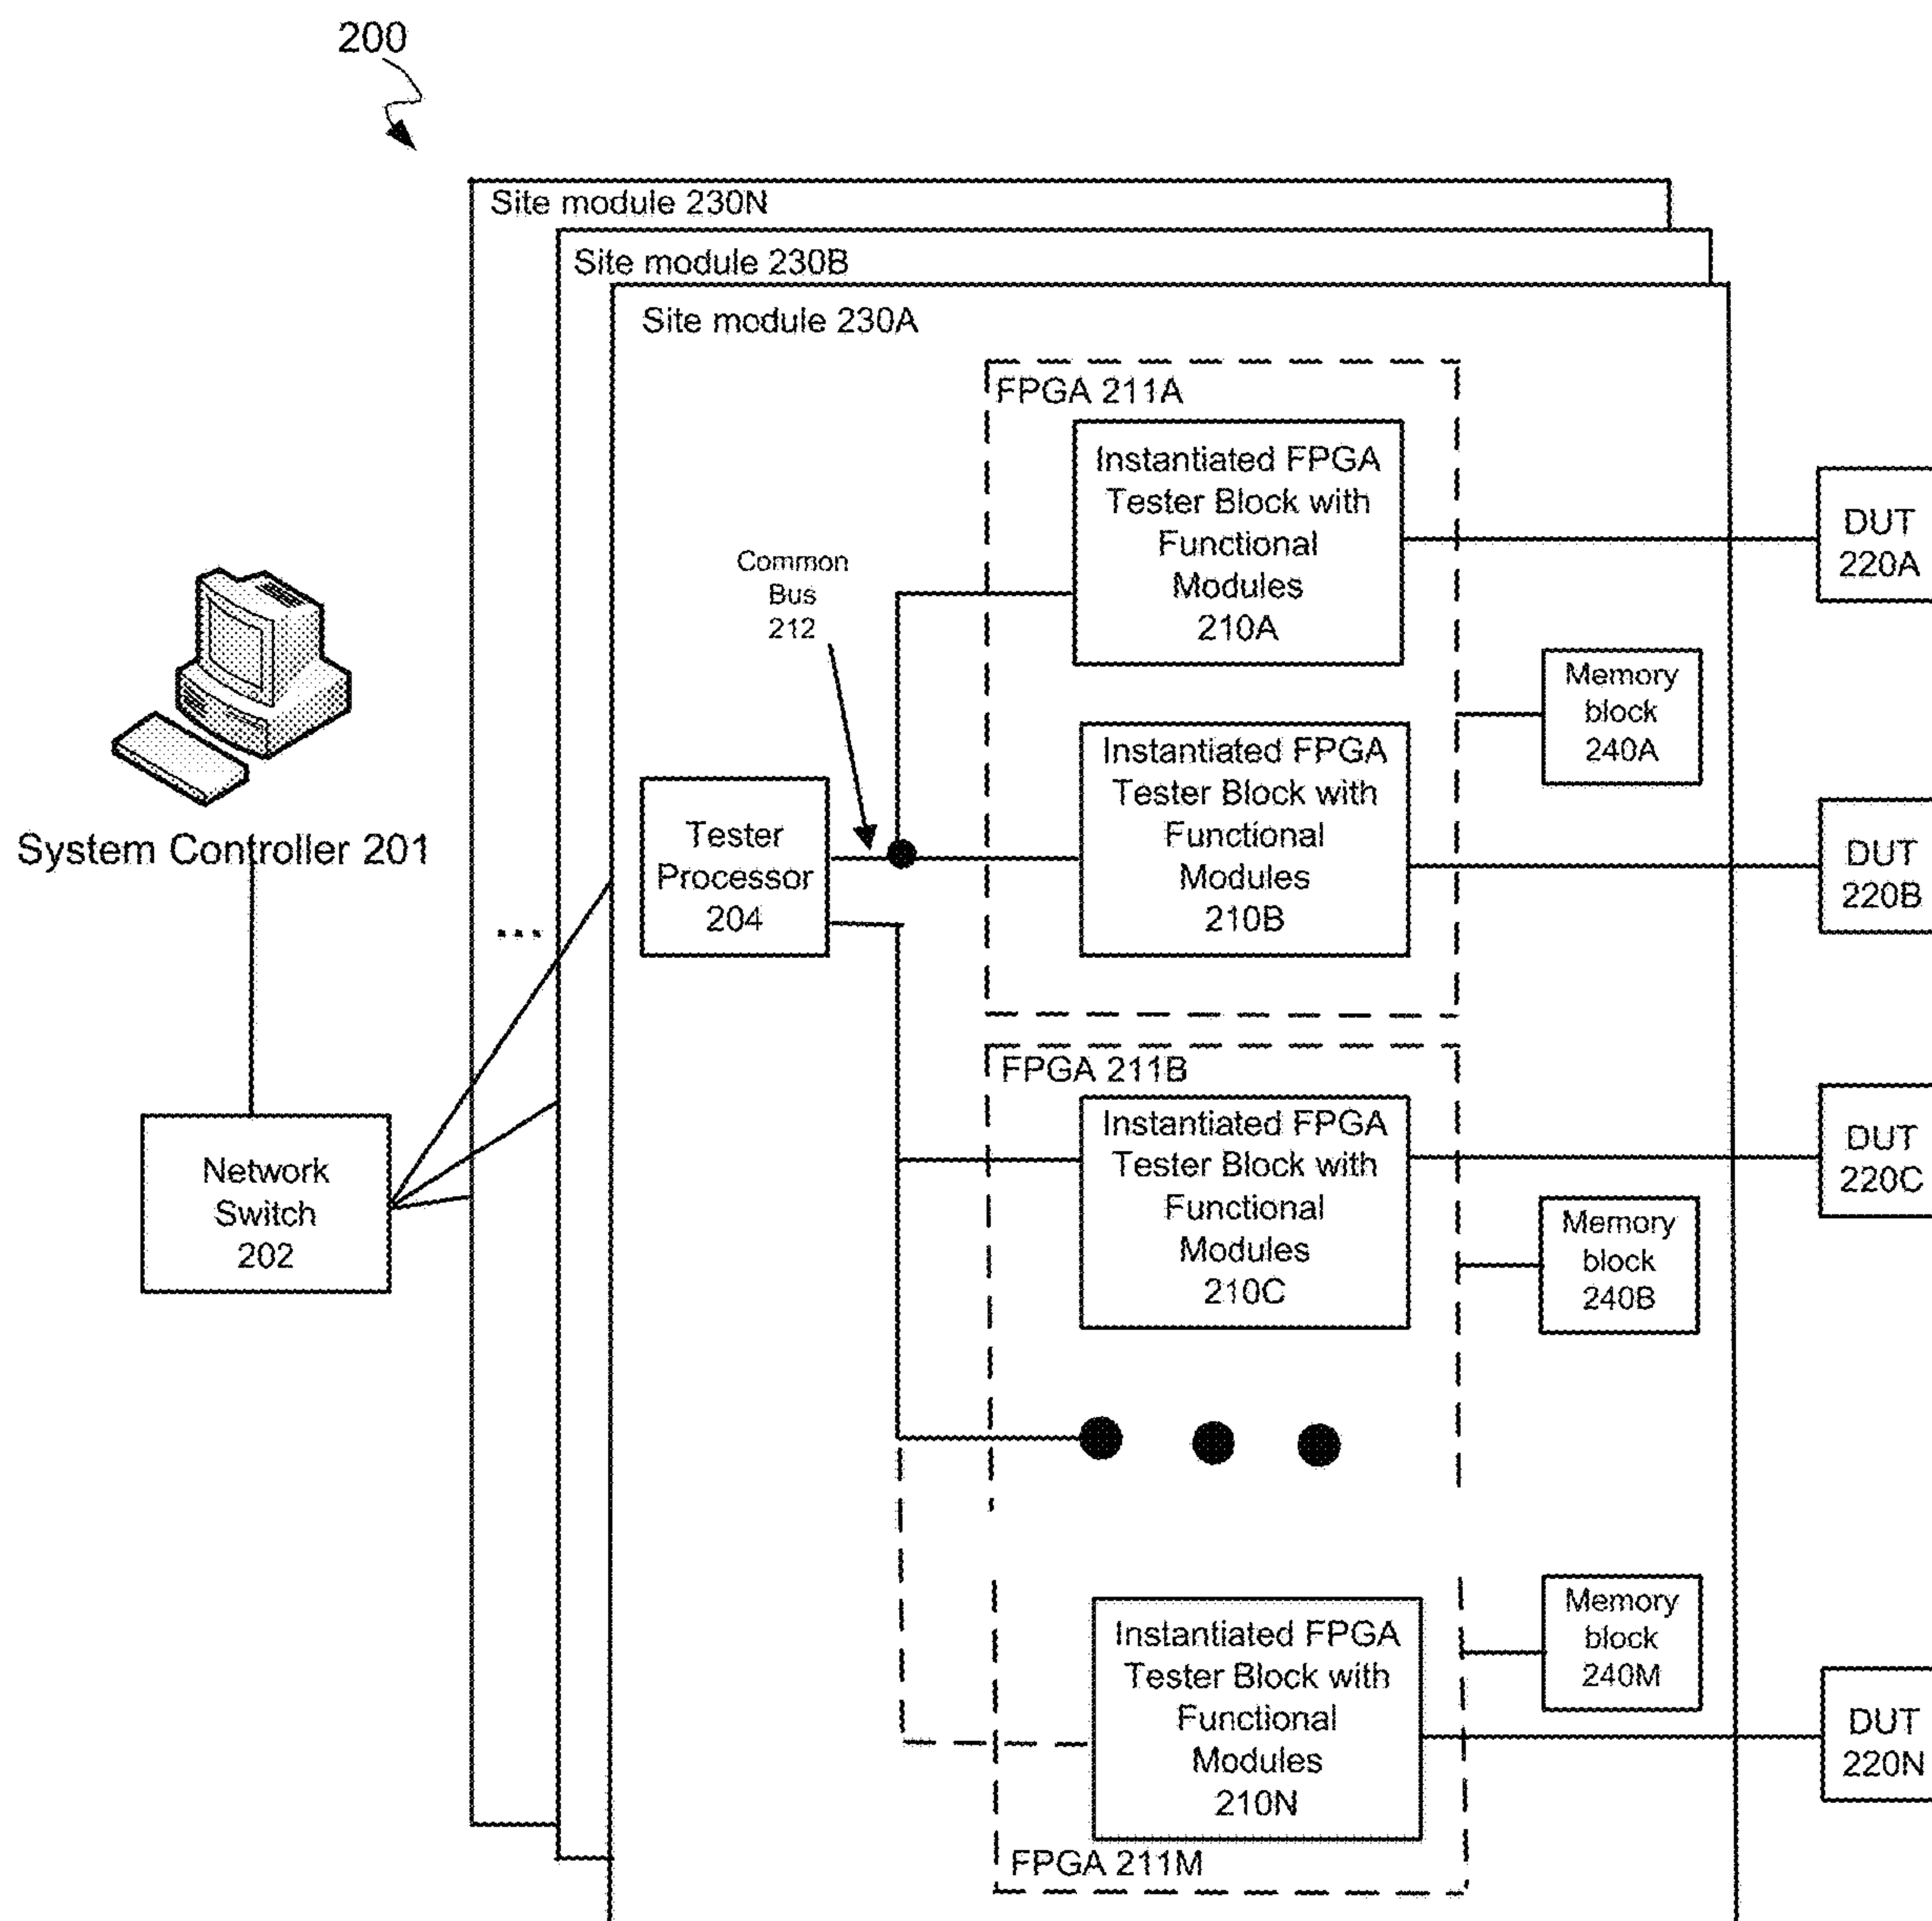 200
Site module 230N
Site module 230B
Site module 230A
FPGA 211A
Instantiated FPGA
Tester Block with
Functional
Modules
210A
DUT
220A
Common
Bus
212
Memory
block
240A
Instantiated FPGA
Tester Block with
Functional
Modules
210B
DUT
220B
Tester
Processor
204
System Controller 201
...
FPGA 211B
Instantiated FPGA
Tester Block with
Functional
Modules
210C
DUT
220C
Network
Switch
202
Memory
block
240B
Memory
block
240M
Instantiated FPGA
Tester Block with
Functional
Modules
210N
DUT
220N
FPGA 211M